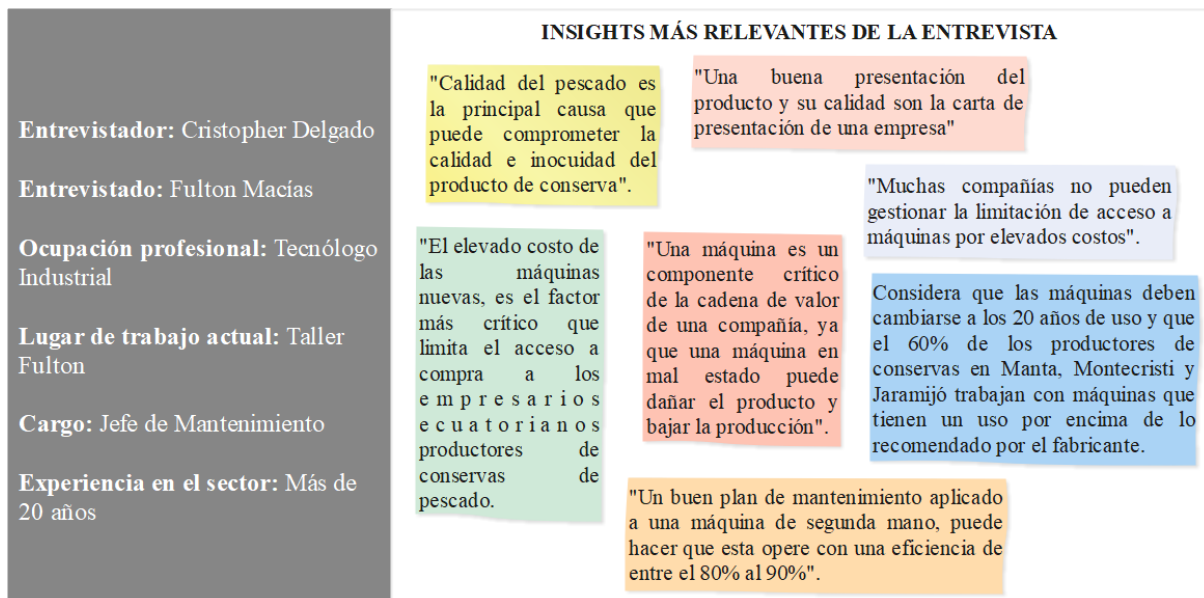 Entrevistador: Cristopher Delgado
Entrevistado: Fulton Macías
Ocupación profesional: Tecnólogo
Industrial
Lugar de trabajo actual: Taller
Fulton
Cargo: Jefe de Mantenimiento
Experiencia en el sector: Más de
20 años
INSIGHTS MÁS RELEVANTES DE LA ENTREVISTA
"Calidad del pescado es
la principal causa que
puede comprometer la
calidad e inocuidad del
producto de conserva".
"Una buena presentación del
producto y su calidad son la carta de
presentación de una empresa"
"Muchas compañías no pueden
gestionar la limitación de acceso a
máquinas por elevados costos".
"El elevado costo de
las máquinas
nuevas, es el factor
más crítico que
limita el acceso a
compra a los
empresarios
ecuatorianos
productores de
conservas de
pescado.
"Una máquina es un
componente crítico
de la cadena de valor
de una compañía, ya
que una máquina en
mal estado puede
dañar el producto y
bajar la producción".
Considera que las máquinas deben
cambiarse a los 20 años de uso y que
el 60% de los productores de
conservas en Manta, Montecristi y
Jaramijó trabajan con máquinas que
tienen un uso por encima de lo
recomendado por el fabricante.
"Un buen plan de mantenimiento aplicado
a una máquina de segunda mano, puede
hacer que esta opere con una eficiencia de
entre el 80% al 90%".